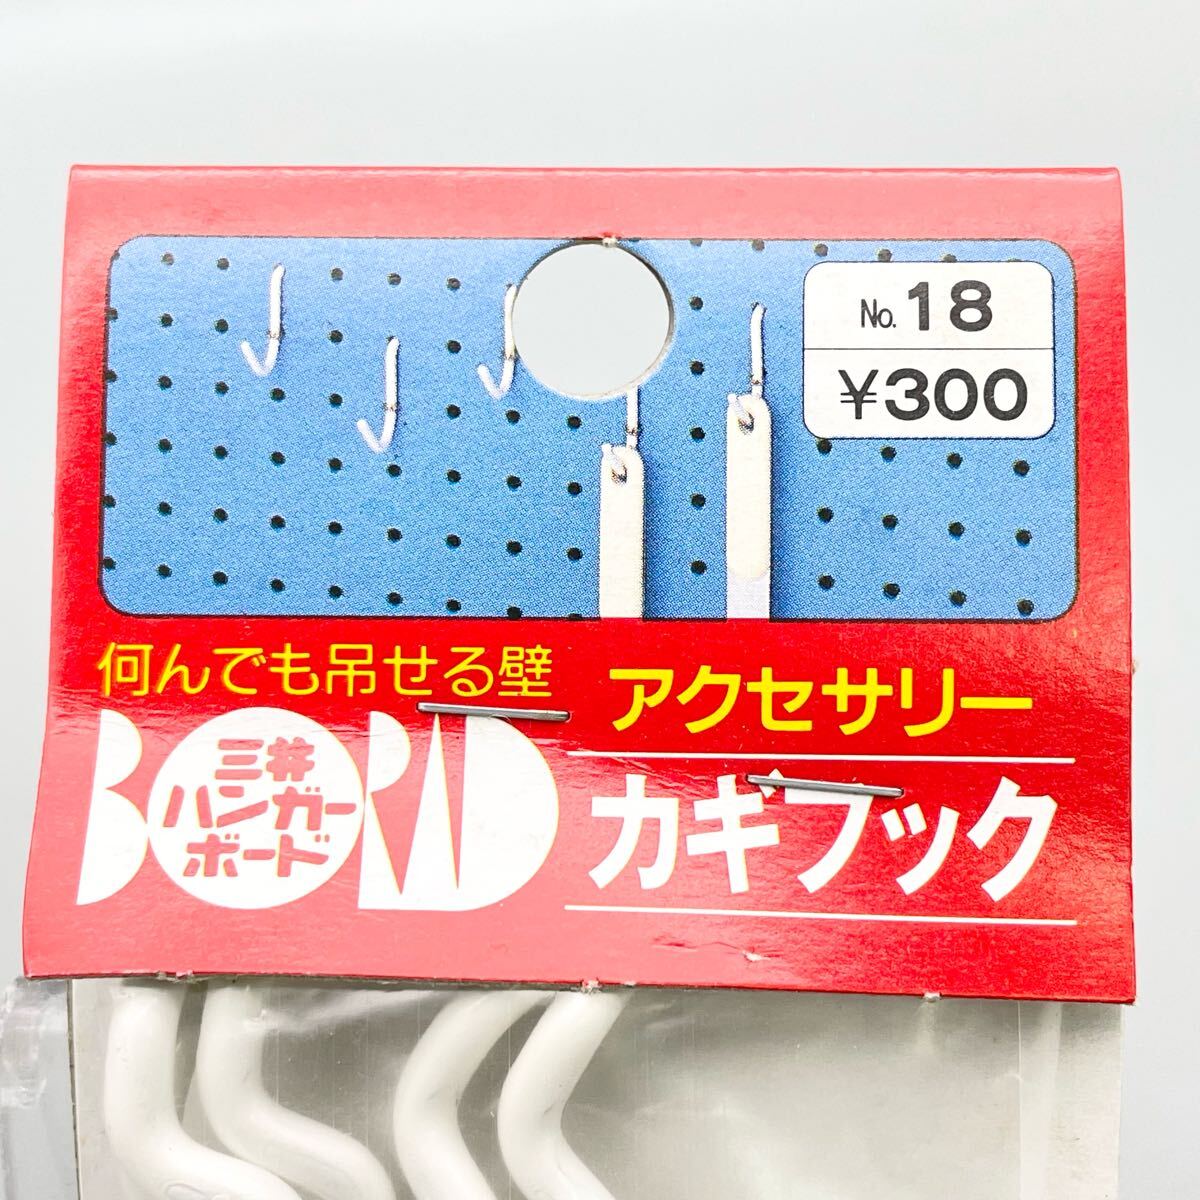 No. 18
¥300
何んでも吊せる壁
アクセサリー
BORD
三井
ハンガー
ボード
カギフック